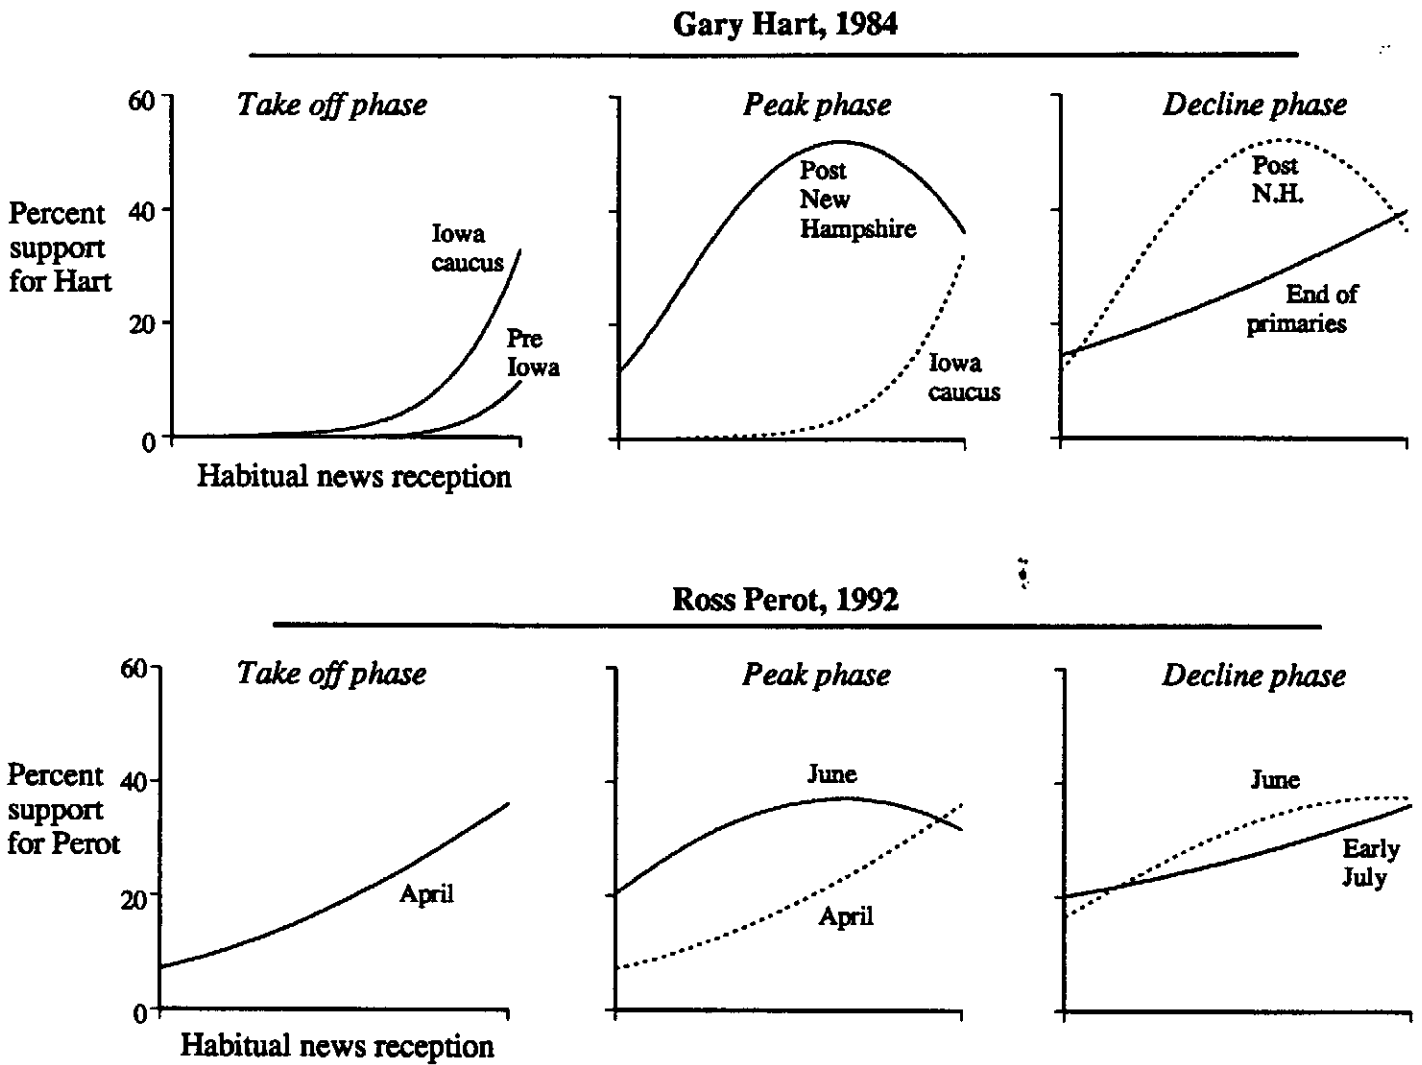 Gary Hart, 1984
Take off phase
Peak phase
Decline phase
60
40
20
0
Percent
support
for Hart
Iowa
caucus
Pre
Iowa
Post
New
Hampshire
Iowa
caucus
Post
N.H.
End of
primaries
Habitual news reception
Ross Perot, 1992
Take off phase
Peak phase
Decline phase
60
40
20
0
Percent
support
for Perot
April
June
April
June
Early
July
Habitual news reception